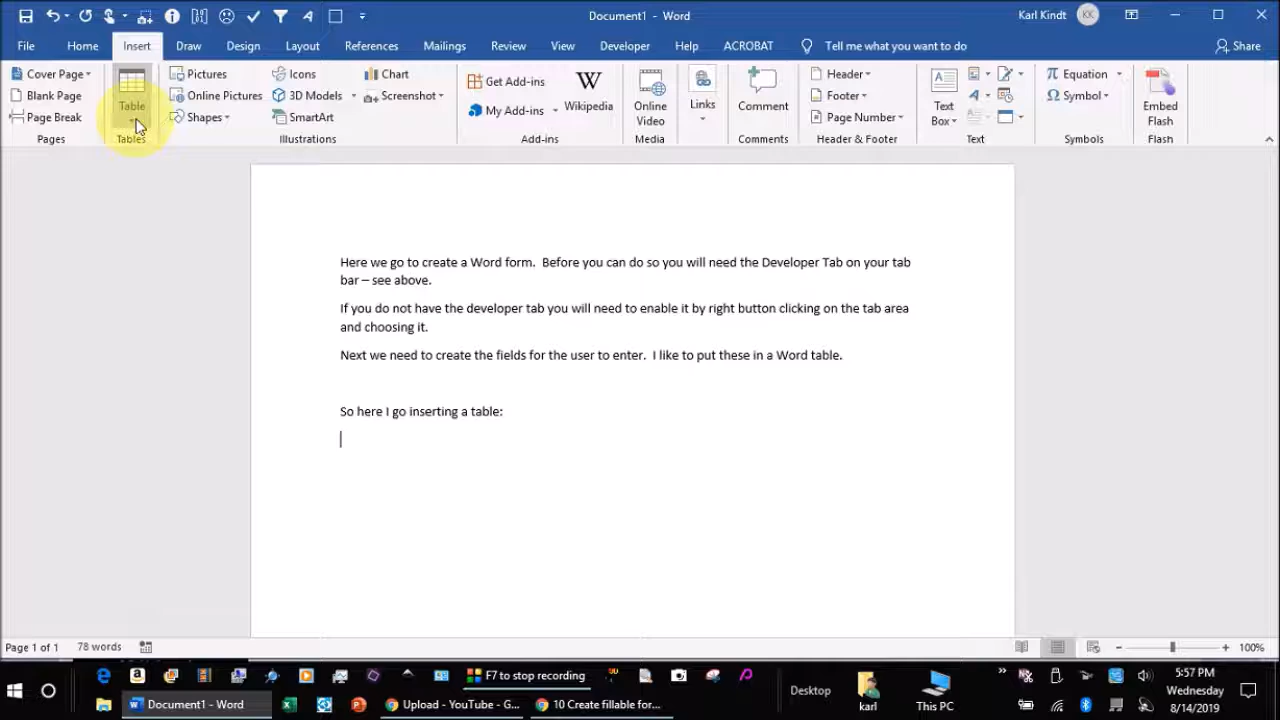 Document1 - Word
Karl Kindt
KK
File Home Insert Draw Design Layout References Mailings Review View Developer Help ACROBAT Tell me what you want to do Share
Cover Page
Blank Page
Page Break
Pages
Table
Tables
Pictures
Online Pictures
Shapes
Icons
3D Models
SmartArt
Chart
Screenshot
Illustrations
Get Add-ins
My Add-ins
W
Wikipedia
Add-ins
Online
Video
Media
Links
Comment
Comments
Header
Footer
Page Number
Header & Footer
Text
Box
Text
Equation
Symbol
Symbols
Embed
Flash
Flash
Here we go to create a Word form. Before you can do so you will need the Developer Tab on your tab
bar – see above.
If you do not have the developer tab you will need to enable it by right button clicking on the tab area
and choosing it.
Next we need to create the fields for the user to enter. I like to put these in a Word table.
So here I go inserting a table:
Page 1 of 1 78 words
100%
F7 to stop recording
Desktop
karl
This PC
Document1 - Word
Upload - YouTube - G...
10 Create fillable for...
5:57 PM
Wednesday
8/14/2019